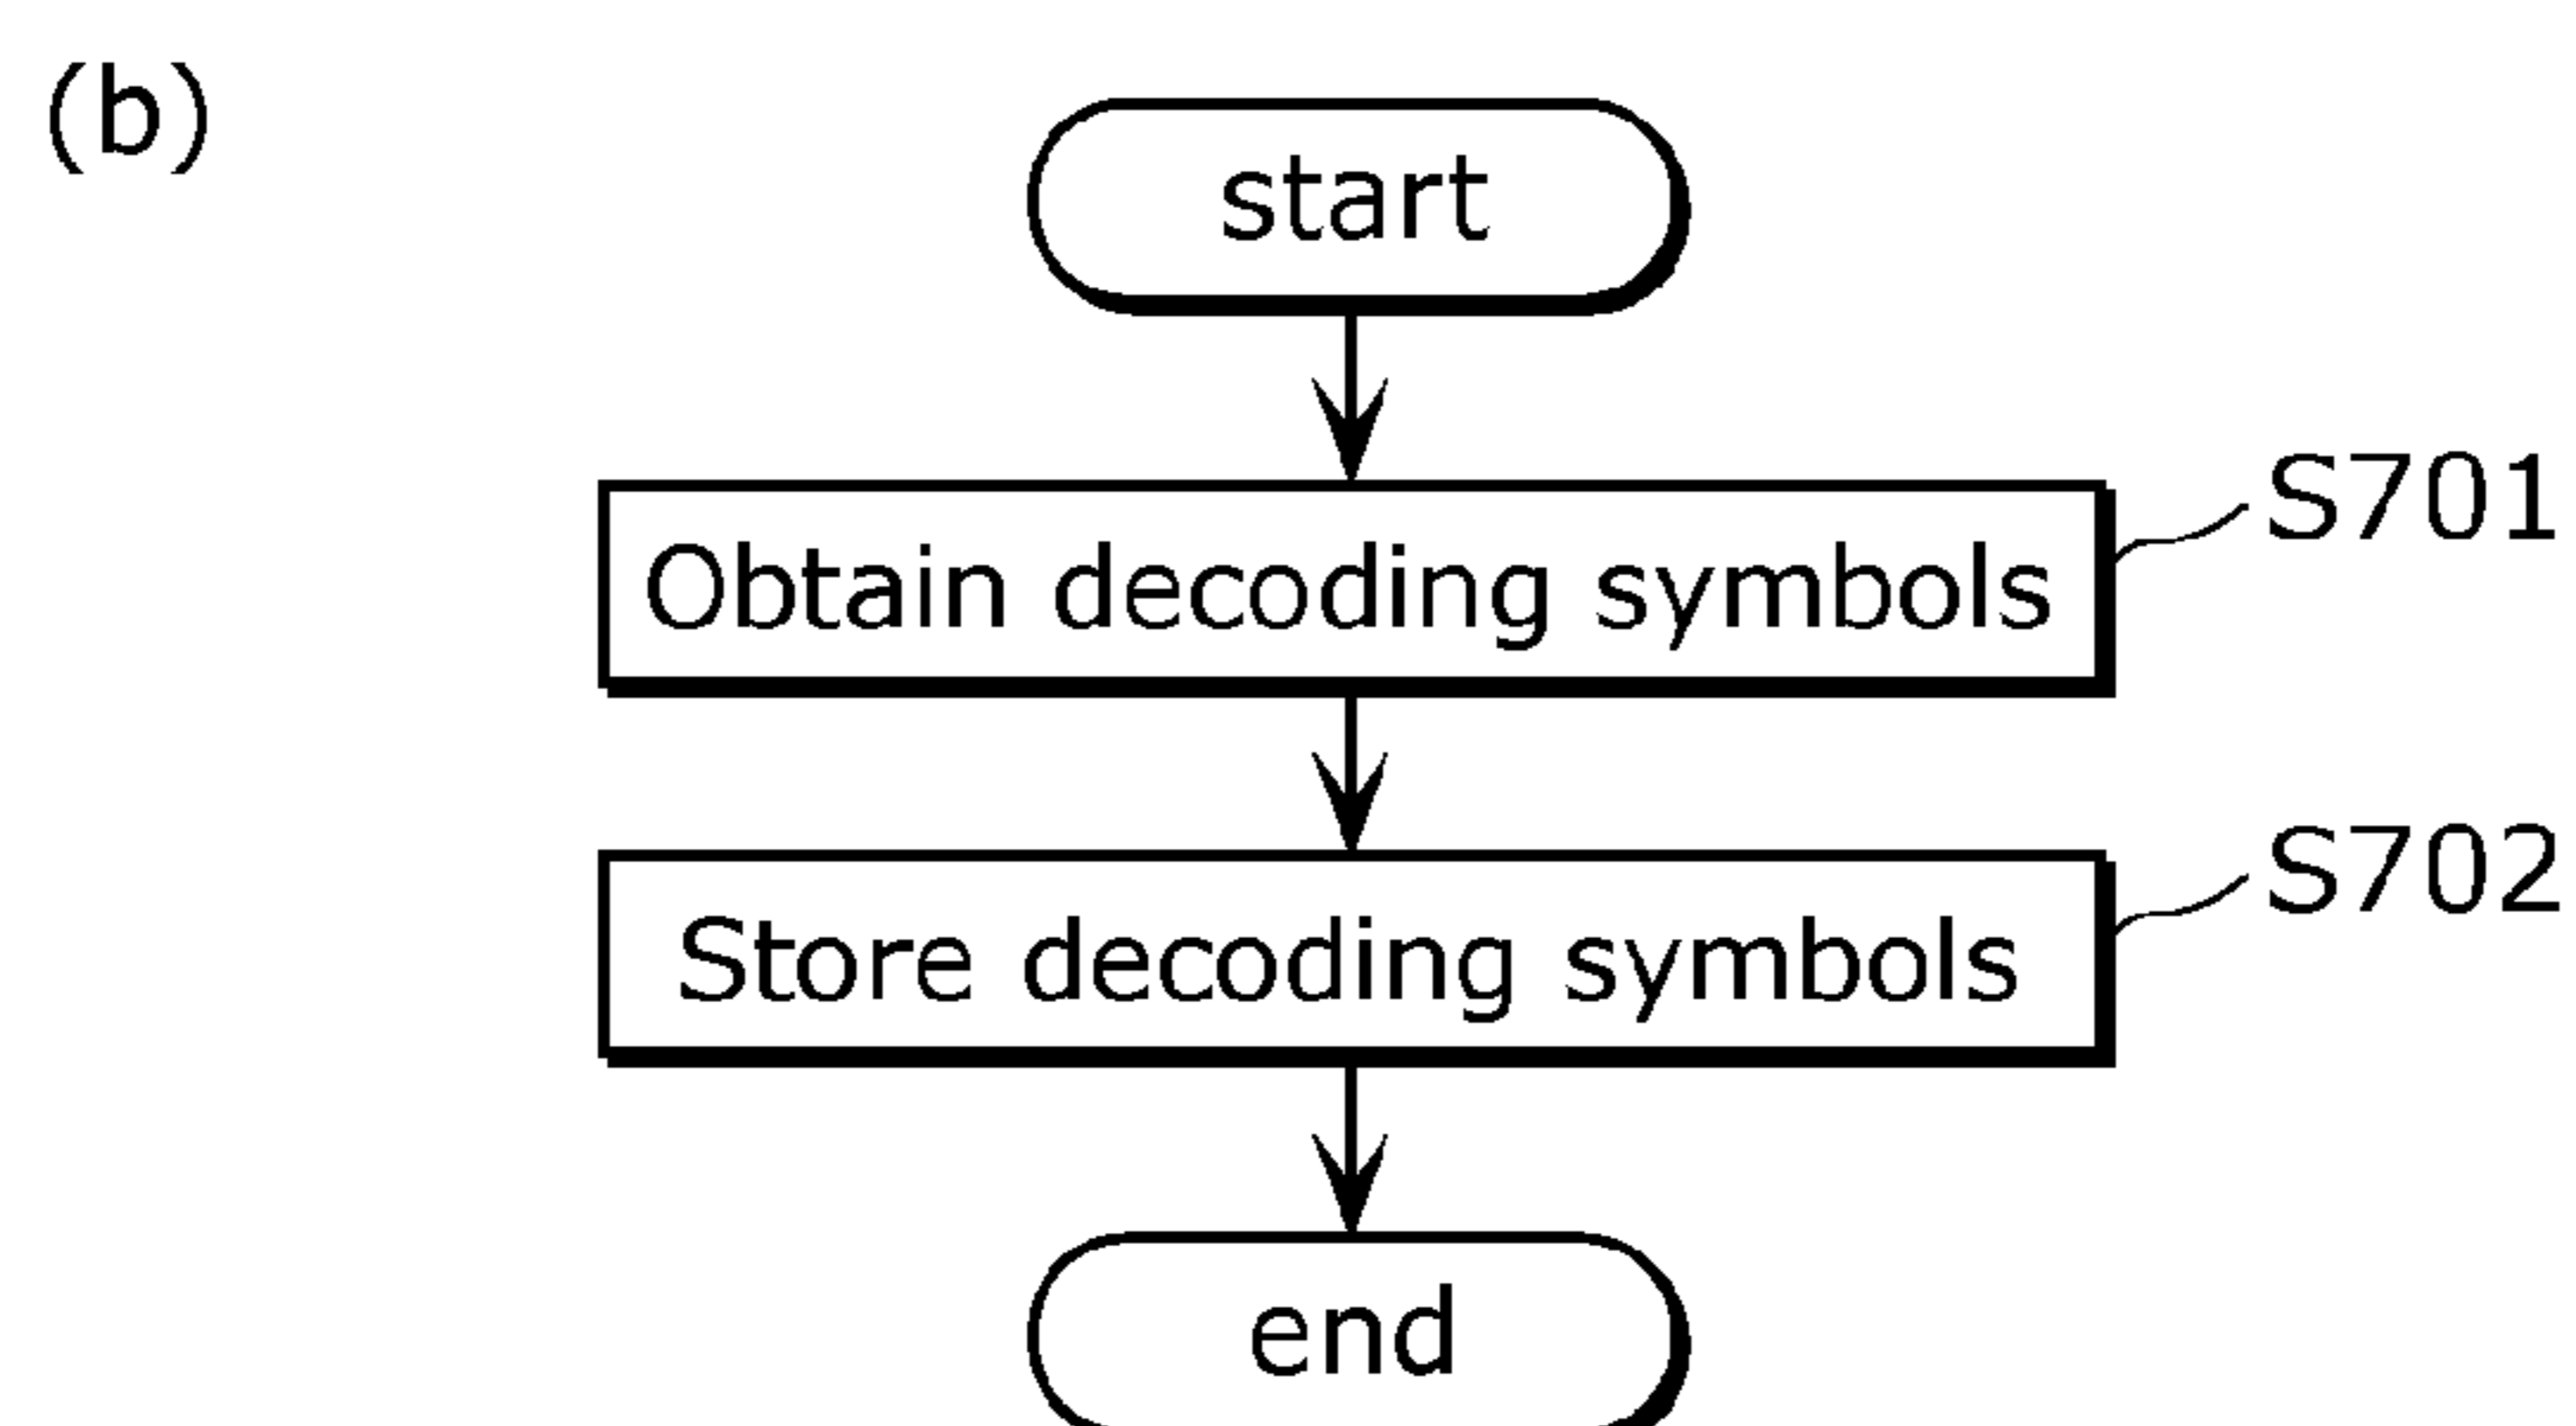 (b)
start
S701
Obtain decoding symbols
S702
Store decoding symbols
end